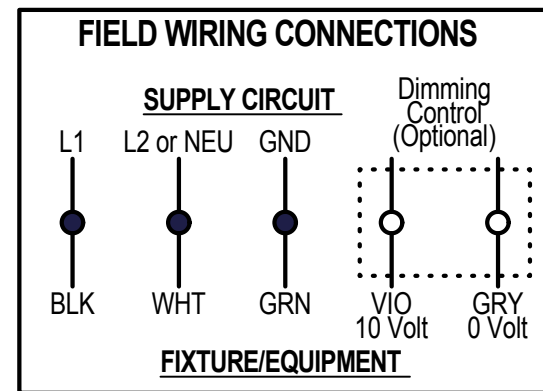 FIELD WIRING CONNECTIONS
SUPPLY CIRCUIT
Dimming
Control
(Optional)
L1 L2 or NEU GND
BLK WHT GRN VIO GRY
10 Volt 0 Volt
FIXTURE/EQUIPMENT